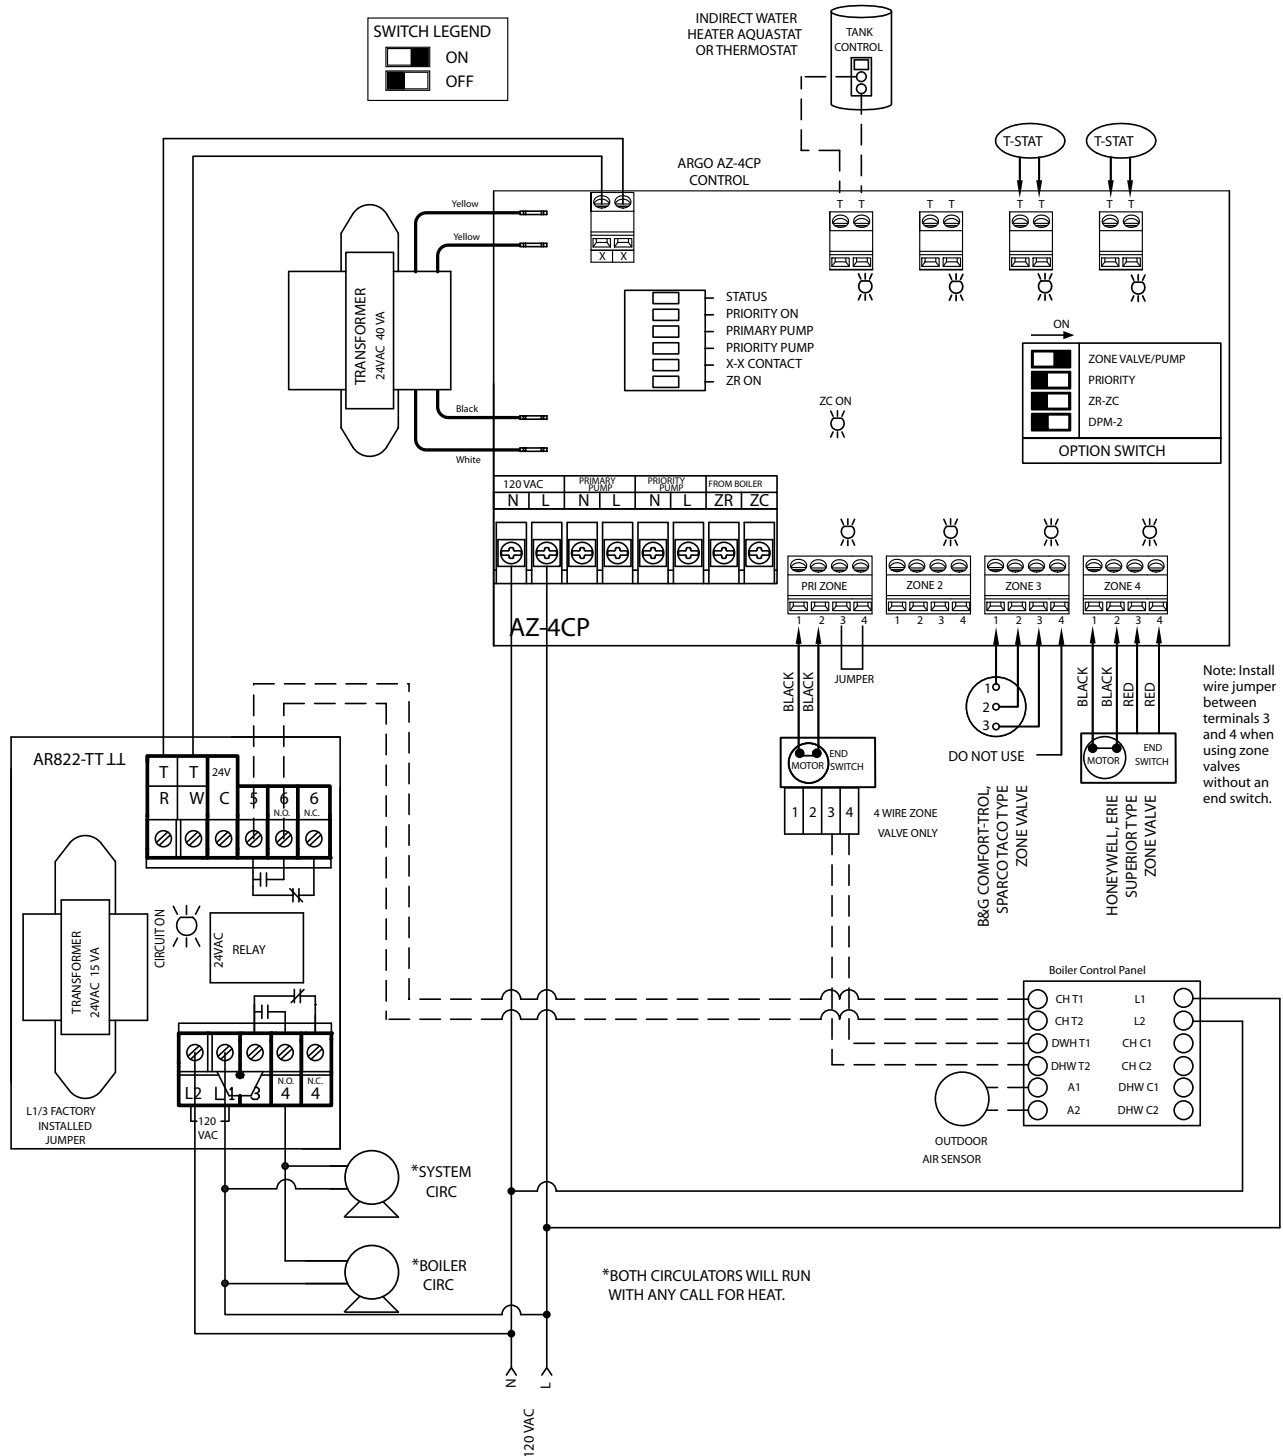 SWITCH LEGEND
ON
OFF
INDIRECT WATER
HEATER AQUASTAT
OR THERMOSTAT
TANK
CONTROL
T-STAT
T-STAT
ARGO AZ-4CP
CONTROL
T T
T T
T T
T T
Yellow
Yellow
X X
TRANSFORMER
24VAC 40 VA
Black
White
STATUS
PRIORITY ON
PRIMARY PUMP
PRIORITY PUMP
X-X CONTACT
ZR ON
ZC ON
ON
ZONE VALVE/PUMP
PRIORITY
ZR-ZC
DPM-2
OPTION SWITCH
120 VAC
PRIMARY
PUMP
PRIORITY
PUMP
FROM BOILER
N L N L N L ZR ZC
AZ-4CP
PRI ZONE
1 2 3 4
ZONE 2
1 2 3 4
ZONE 3
1 2 3 4
ZONE 4
1 2 3 4
BLACK
BLACK
JUMPER
1
2
3
DO NOT USE
BLACK
BLACK
RED
RED
Note: Install
wire jumper
between
terminals 3
and 4 when
using zone
valves
without an
end switch.
MOTOR
END
SWITCH
1 2 3 4
4 WIRE ZONE
VALVE ONLY
MOTOR
END
SWITCH
B&G COMFORT-TROL,
SPARCO TACO TYPE
ZONE VALVE
HONEYWELL, ERIE
SUPERIOR TYPE
ZONE VALVE
AR822-TT
T T 24V
R W C 5 6 6
N.O. N.C.
TRANSFORMER
24VAC 15 VA
CIRCUIT ON
24VAC
RELAY
N.O. N.C.
L2 L1 3 4 4
120
VAC
L1/3 FACTORY
INSTALLED
JUMPER
Boiler Control Panel
CH T1 L1
CH T2 L2
DWH T1 CH C1
DHW T2 CH C2
A1 DHW C1
A2 DHW C2
OUTDOOR
AIR SENSOR
*SYSTEM
CIRC
*BOILER
CIRC
*BOTH CIRCULATORS WILL RUN
WITH ANY CALL FOR HEAT.
N
L
120 VAC